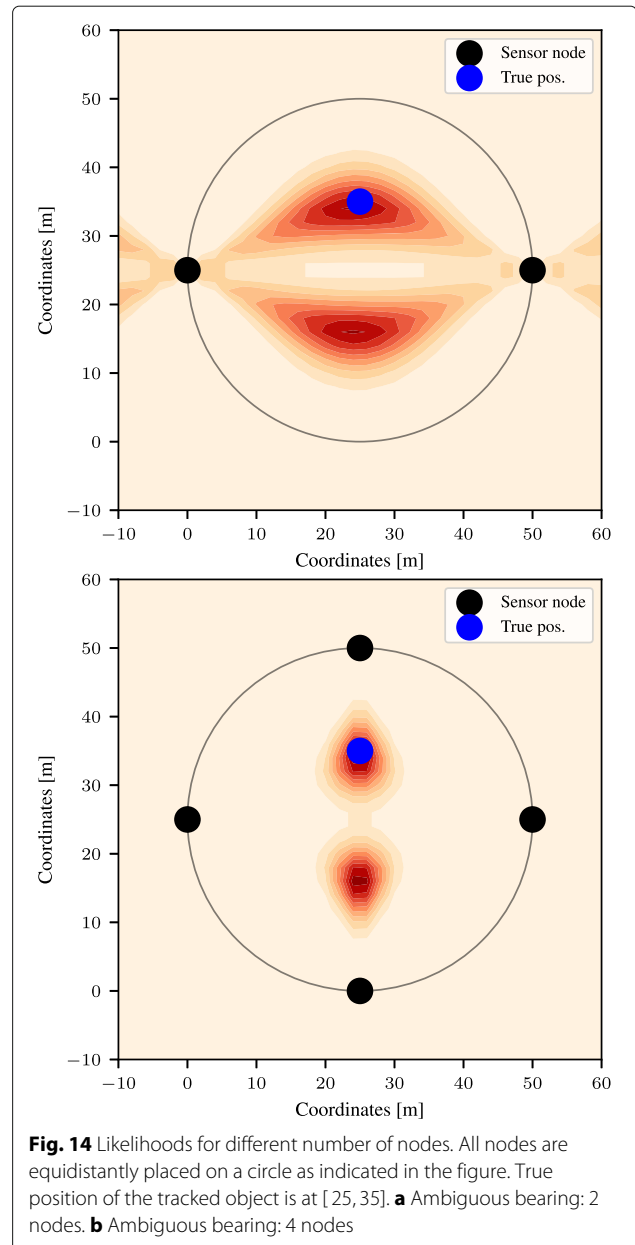 60
50
40
30
20
10
0
−10
−10
0
10
20
30
40
50
60
Coordinates [m]
Coordinates [m]
Sensor node
True pos.
60
50
40
30
20
10
0
−10
−10
0
10
20
30
40
50
60
Coordinates [m]
Coordinates [m]
Sensor node
True pos.
Fig. 14 Likelihoods for different number of nodes. All nodes are
equidistantly placed on a circle as indicated in the figure. True
position of the tracked object is at [ 25, 35]. a Ambiguous bearing: 2
nodes. b Ambiguous bearing: 4 nodes